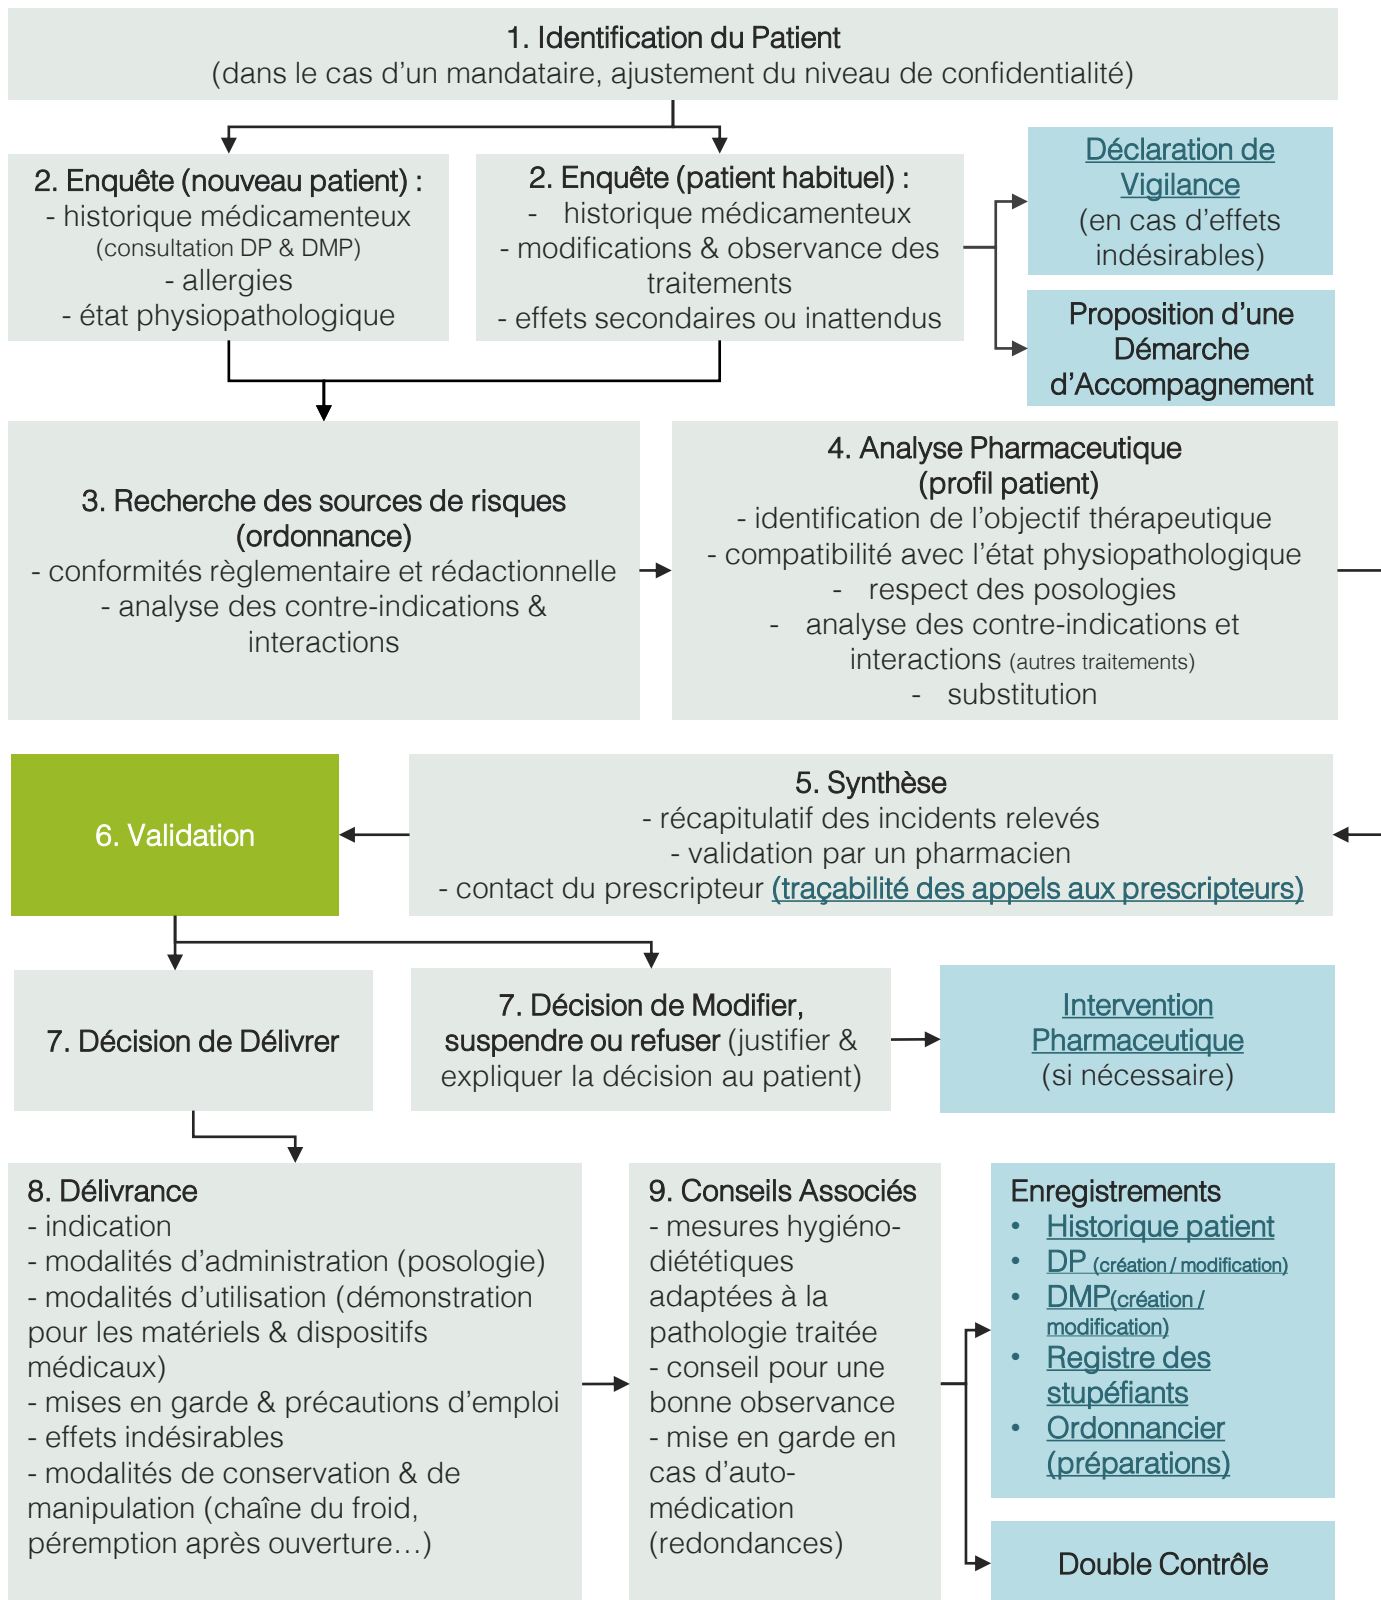 1. Identification du Patient
(dans le cas d’un mandataire, ajustement du niveau de confidentialité)
2. Enquête (nouveau patient) :
- historique médicamenteux
(consultation DP & DMP)
- allergies
- état physiopathologique
2. Enquête (patient habituel) :
- historique médicamenteux
- modifications & observance des
traitements
- effets secondaires ou inattendus
Déclaration de
Vigilance
(en cas d’effets
indésirables)
Proposition d’une
Démarche
d’Accompagnement
3. Recherche des sources de risques
(ordonnance)
- conformités règlementaire et rédactionnelle
- analyse des contre-indications &
interactions
4. Analyse Pharmaceutique
(profil patient)
- identification de l’objectif thérapeutique
- compatibilité avec l’état physiopathologique
- respect des posologies
- analyse des contre-indications et
interactions (autres traitements)
- substitution
5. Synthèse
- récapitulatif des incidents relevés
- validation par un pharmacien
- contact du prescripteur (traçabilité des appels aux prescripteurs)
6. Validation
7. Décision de Délivrer
7. Décision de Modifier,
suspendre ou refuser (justifier &
expliquer la décision au patient)
Intervention
Pharmaceutique
(si nécessaire)
8. Délivrance
- indication
- modalités d’administration (posologie)
- modalités d’utilisation (démonstration
pour les matériels & dispositifs
médicaux)
- mises en garde & précautions d’emploi
- effets indésirables
- modalités de conservation & de
manipulation (chaîne du froid,
péremption après ouverture…)
9. Conseils Associés
- mesures hygiéno-
diététiques
adaptées à la
pathologie traitée
- conseil pour une
bonne observance
- mise en garde en
cas d’auto-
médication
(redondances)
Enregistrements
• Historique patient
• DP (création / modification)
• DMP(création /
modification)
• Registre des
stupéfiants
• Ordonnancier
(préparations)
Double Contrôle